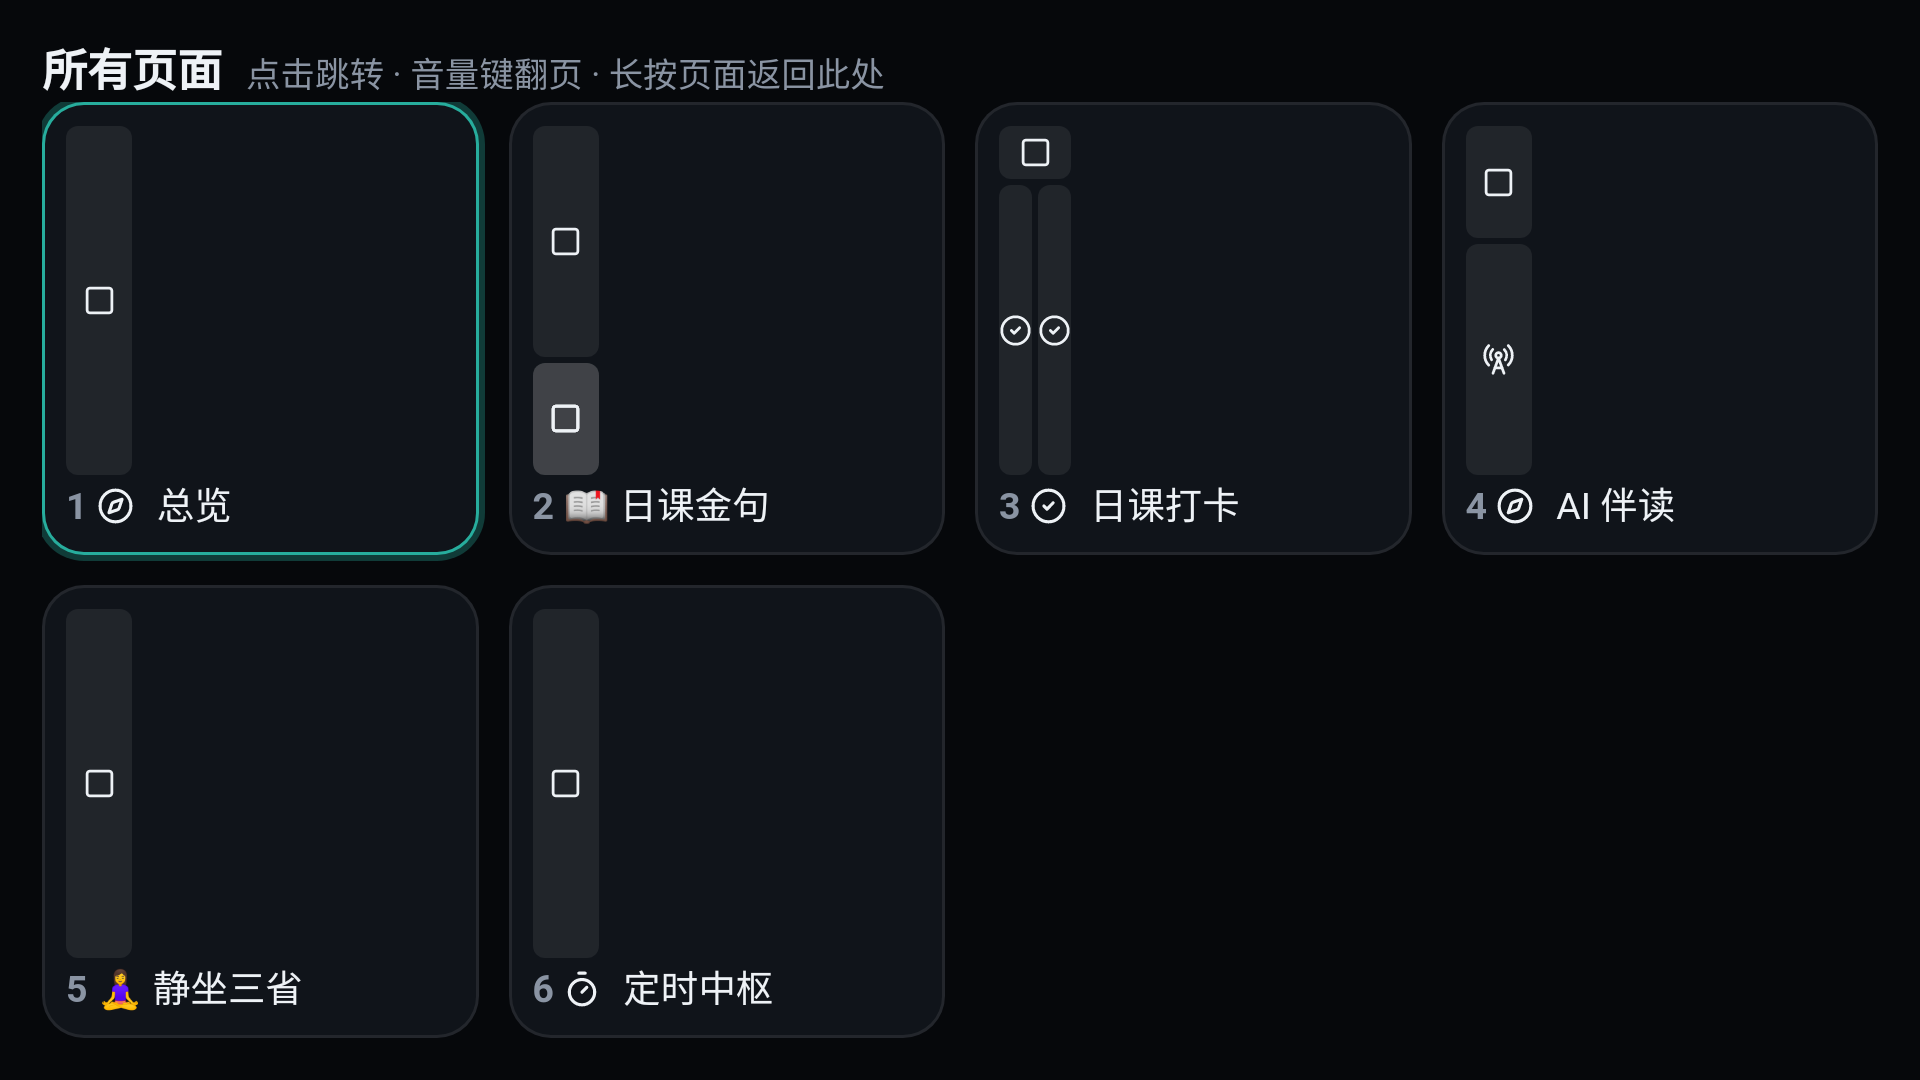 所有页面 点击跳转 · 音量键翻页 · 长按页面返回此处
1 总览
2 📖 日课金句
3 日课打卡
4 AI 伴读
5 🧘‍♀️ 静坐三省
6 定时中枢